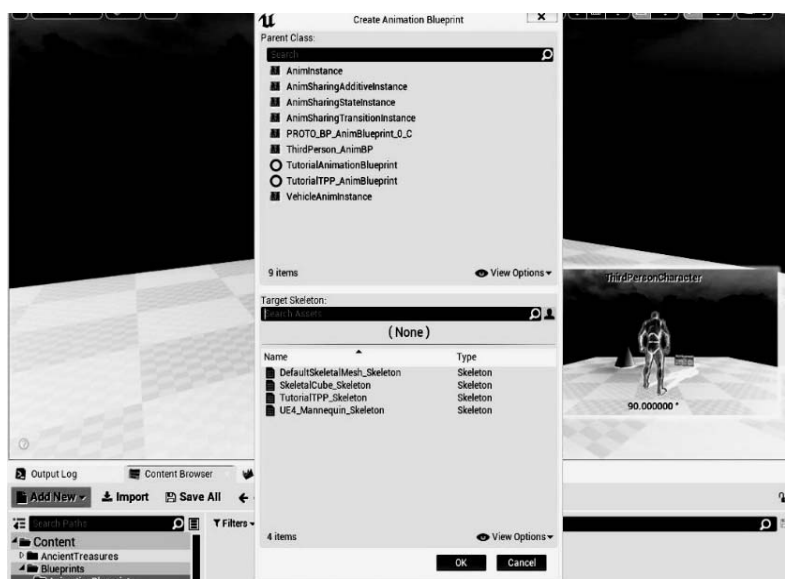 Create Animation Blueprint
Parent Class:
Search
AnimInstance
AnimSharingAdditiveInstance
AnimSharingStateInstance
AnimSharingTransitionInstance
PROTO_BP_AnimBlueprint_0_C
ThirdPerson_AnimBP
TutorialAnimationBlueprint
TutorialTPP_AnimBlueprint
VehicleAnimInstance
9 items View Options
Target Skeleton:
Search Assets
(None)
Name Type
DefaultSkeletalMesh_Skeleton Skeleton
SkeletalCube_Skeleton Skeleton
TutorialTPP_Skeleton Skeleton
UE4_Mannequin_Skeleton Skeleton
4 items View Options
OK Cancel
ThirdPersonCharacter
90.000000 °
Output Log Content Browser
Add New Import Save All
Search Paths Filters
Content
AncientTreasures
Blueprints